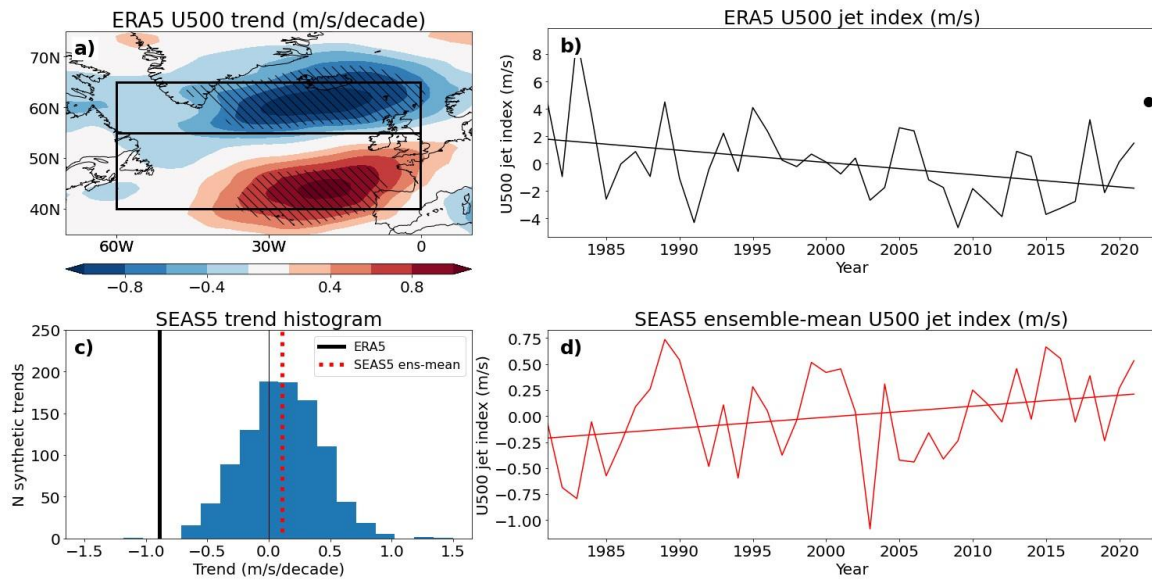 ERA5 U500 trend (m/s/decade)
a)
70N
60N
50N
40N
60W
30W
0
−0.8
−0.4
0.4
0.8
ERA5 U500 jet index (m/s)
b)
U500 jet index (m/s)
8
6
4
2
0
−2
−4
1985
1990
1995
2000
2005
2010
2015
2020
Year
SEAS5 trend histogram
c)
ERA5
SEAS5 ens-mean
N synthetic trends
250
200
150
100
50
0
−1.5
−1.0
−0.5
0.0
0.5
1.0
1.5
Trend (m/s/decade)
SEAS5 ensemble-mean U500 jet index (m/s)
d)
U500 jet index (m/s)
0.75
0.50
0.25
0.00
−0.25
−0.50
−0.75
−1.00
1985
1990
1995
2000
2005
2010
2015
2020
Year